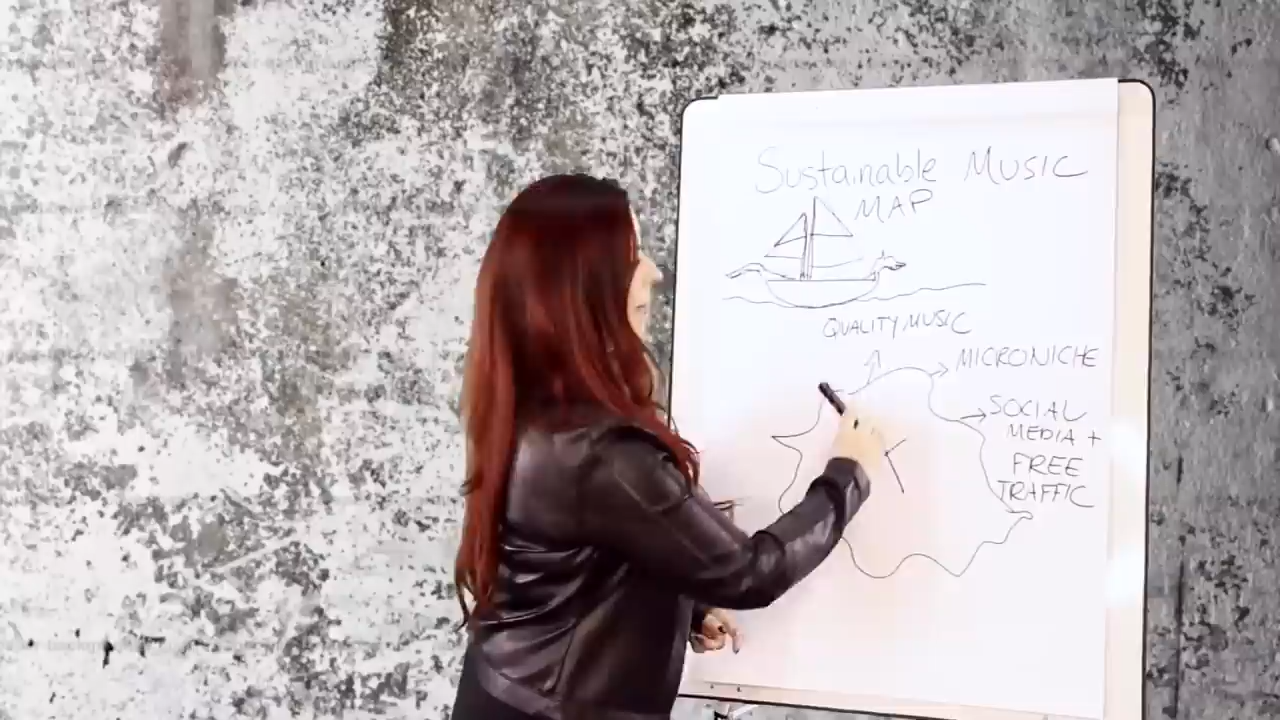 Sustainable Music
MAP
QUALITY MUSIC
MICRONICHE
SOCIAL
MEDIA +
FREE
TRAFFIC